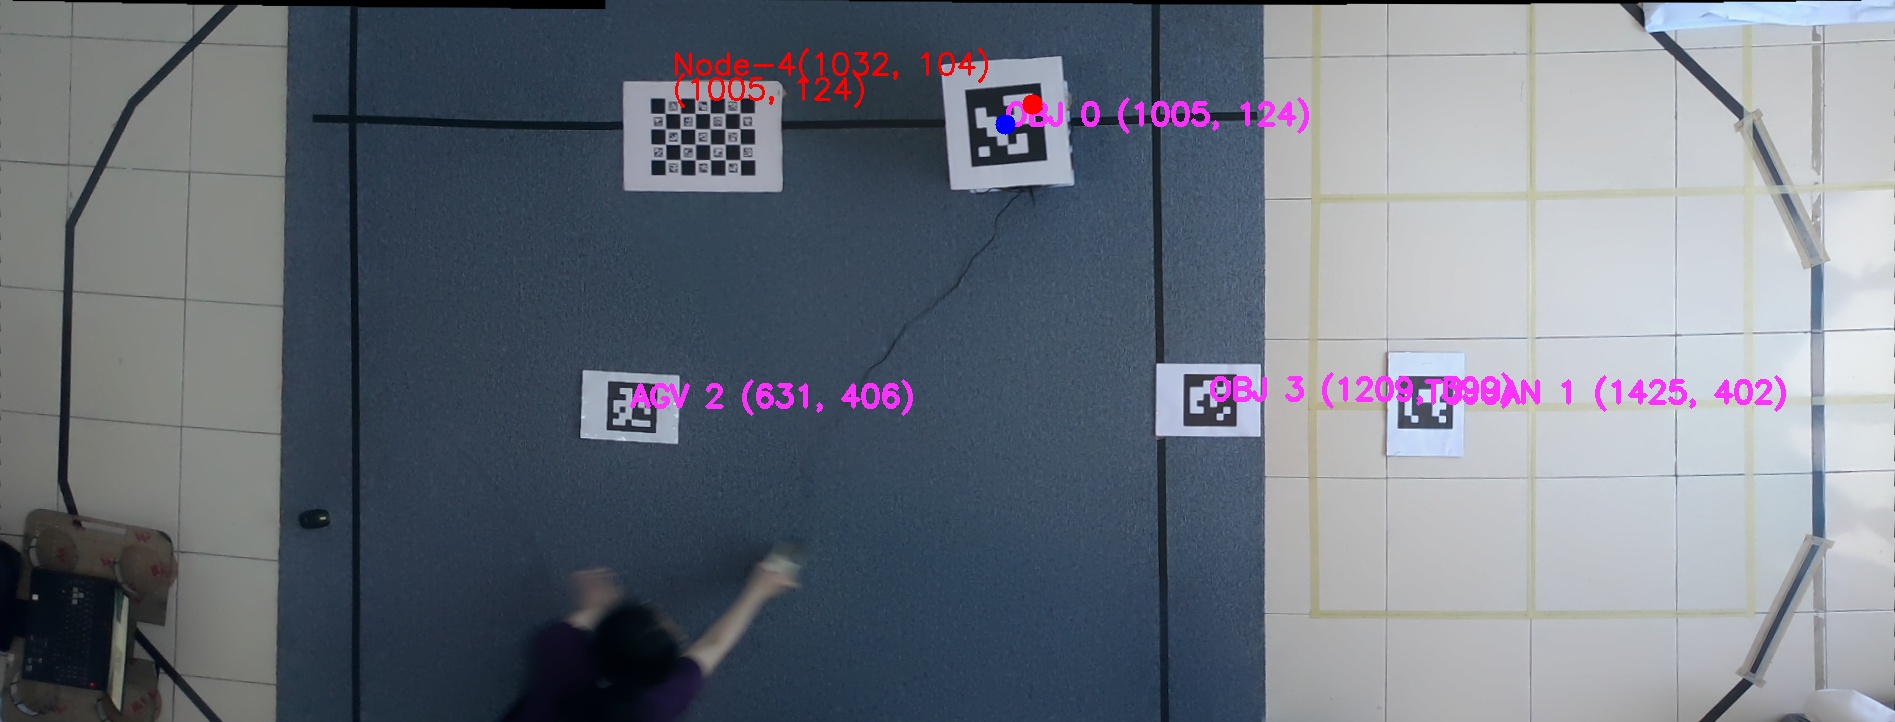 Node-4(1032, 104)
(1005, 124)
OBJ 0 (1005, 124)
AGV 2 (631, 406)
OBJ 3 (1209, 399)
TUJUAN 1 (1425, 402)